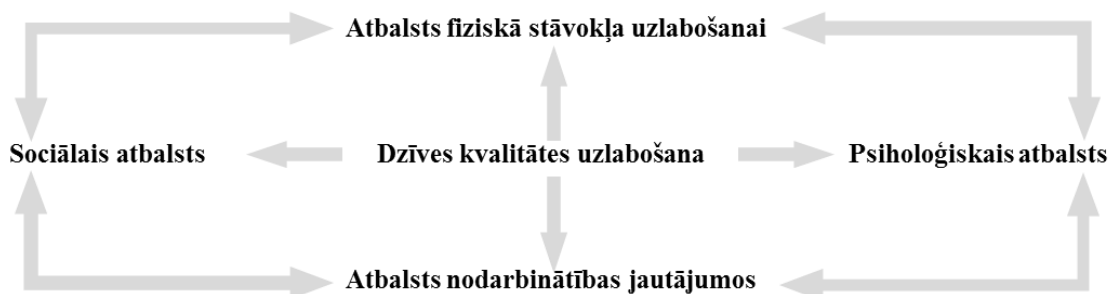 Atbalsts fiziskā stāvokļa uzlabošanai
Sociālais atbalsts
Dzīves kvalitātes uzlabošana
Psiholoģiskais atbalsts
Atbalsts nodarbinātības jautājumos